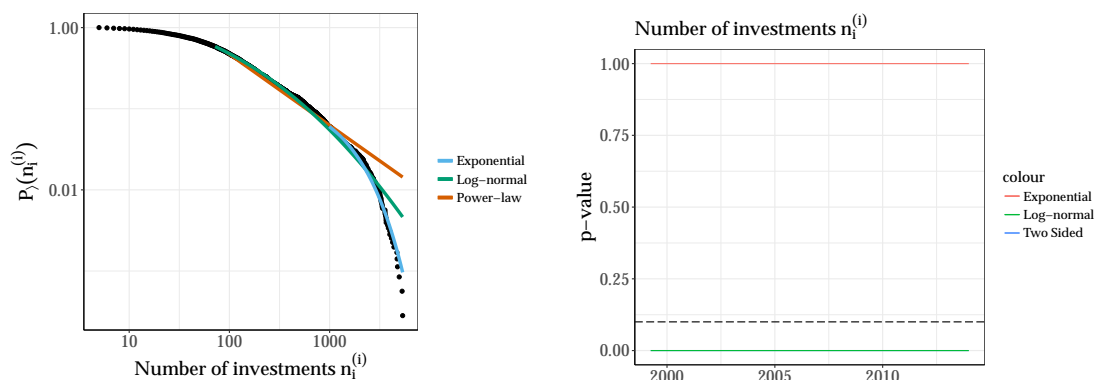 1.00
0.01
P⟩(n_i^(i))
10
100
1000
Number of investments n_i^(i)
Exponential
Log−normal
Power−law
Number of investments n_i^(i)
1.00
0.75
0.50
0.25
0.00
p−value
2000
2005
2010
colour
Exponential
Log−normal
Two Sided